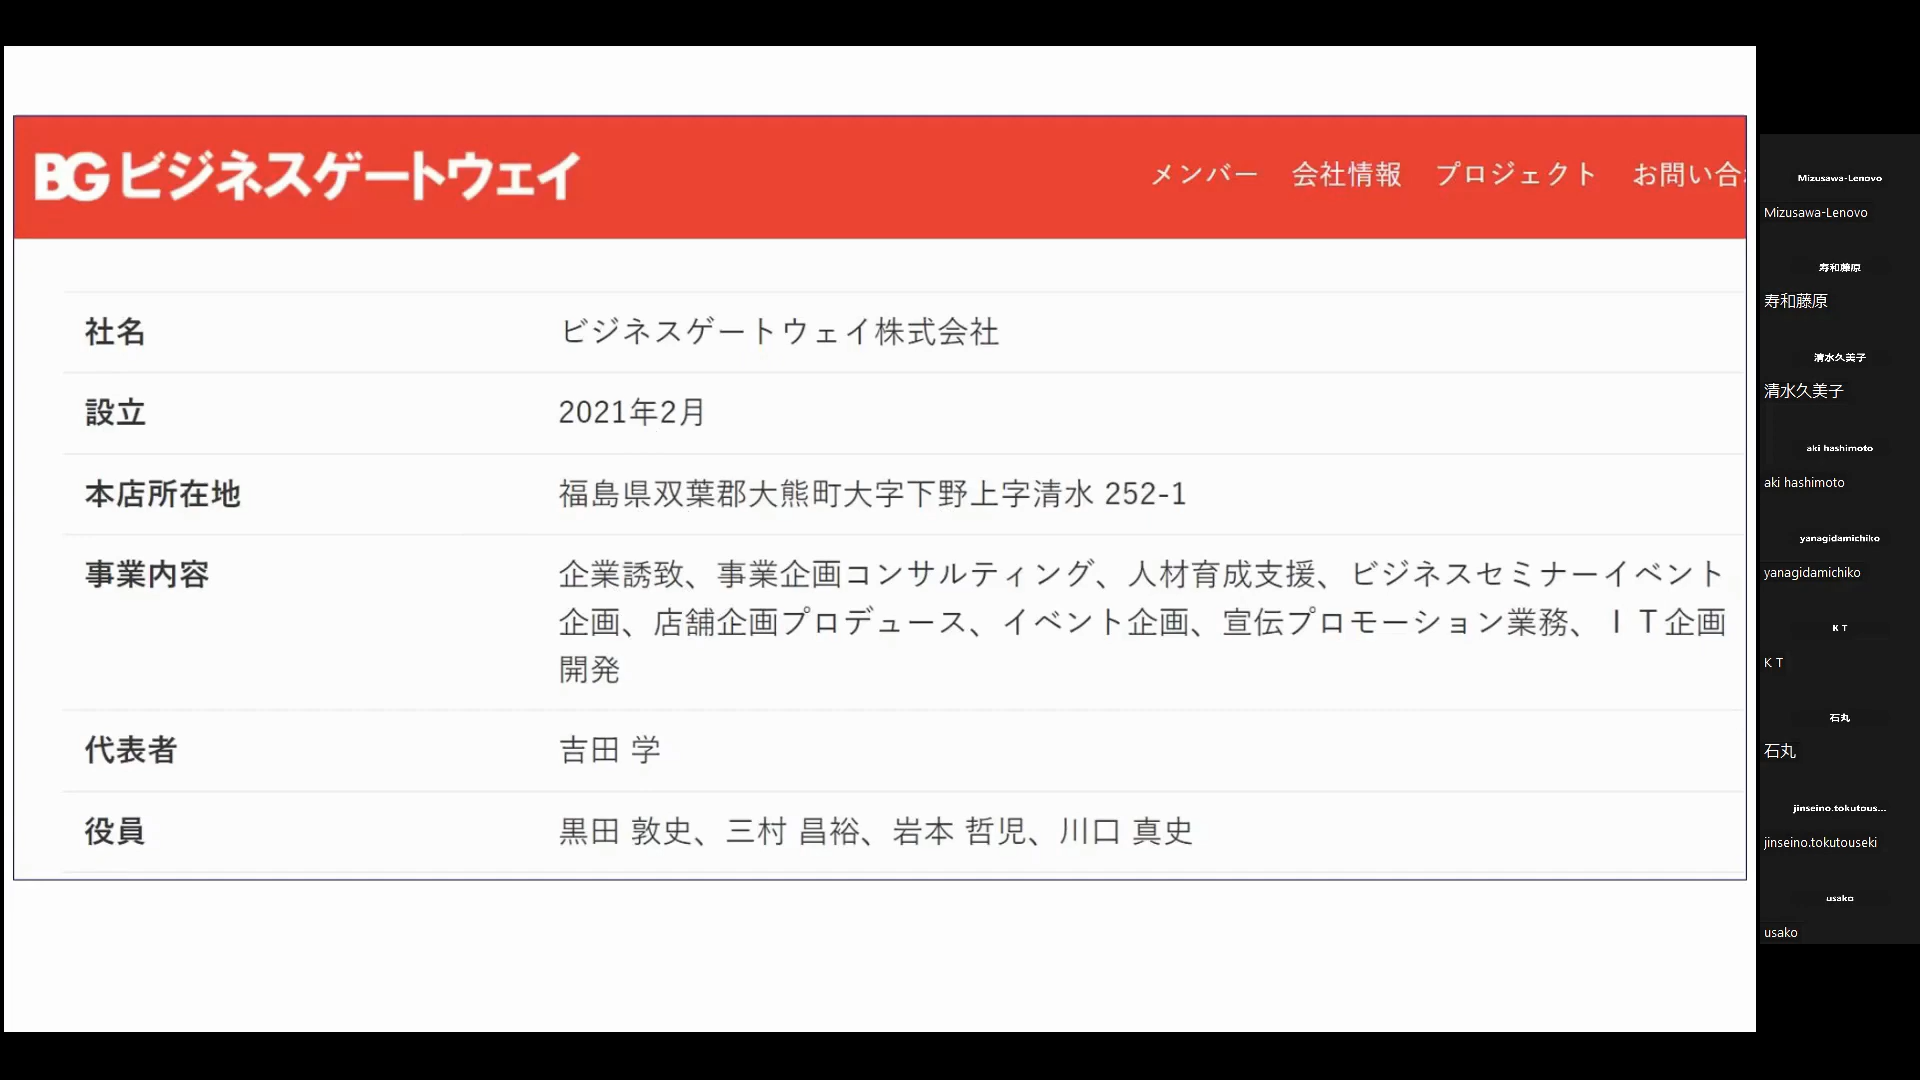 BG ビジネスゲートウェイ
メンバー 会社情報 プロジェクト お問い合
社名 ビジネスゲートウェイ株式会社
設立 2021年2月
本店所在地 福島県双葉郡大熊町大字下野上字清水 252-1
事業内容 企業誘致、事業企画コンサルティング、人材育成支援、ビジネスセミナーイベント
企画、店舗企画プロデュース、イベント企画、宣伝プロモーション業務、ＩＴ企画
開発
代表者 吉田 学
役員 黒田 敦史、三村 昌裕、岩本 哲児、川口 真史
Mizusawa-Lenovo
Mizusawa-Lenovo
寿和藤原
寿和藤原
清水久美子
清水久美子
aki hashimoto
aki hashimoto
yanagidamichiko
yanagidamichiko
K T
K T
石丸
石丸
jinseino.tokutous...
jinseino.tokutouseki
usako
usako